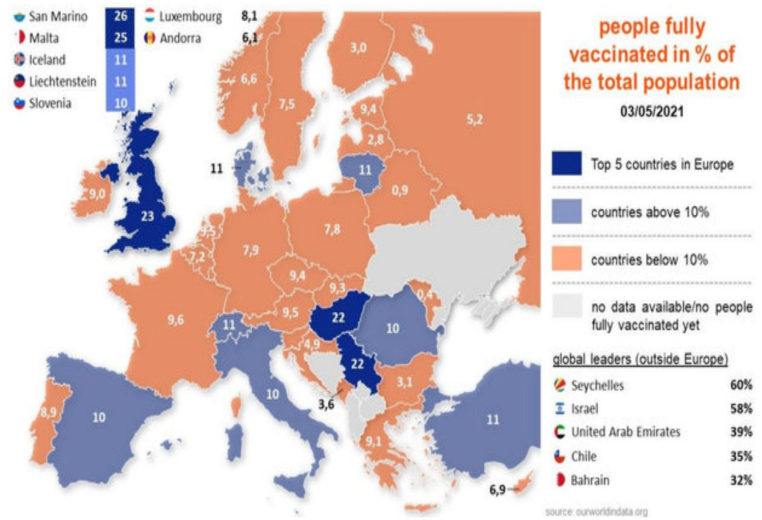 San Marino 26
Malta 25
Iceland 11
Liechtenstein 11
Slovenia 10
Luxembourg 8,1
Andorra 6,1
people fully
vaccinated in % of
the total population
03/05/2021
Top 5 countries in Europe
countries above 10%
countries below 10%
no data available/no people
fully vaccinated yet
global leaders (outside Europe)
Seychelles 60%
Israel 58%
United Arab Emirates 39%
Chile 35%
Bahrain 32%
source: ourworldindata.org
3,0
6,6
7,5
5,2
9,4
2,8
11
11
0,9
9,0
23
7,2
7,9
7,8
9,4
9,3
0,4
9,6
11
9,5
22
10
4,9
22
3,1
3,6
8,9
10
10
9,1
11
6,9